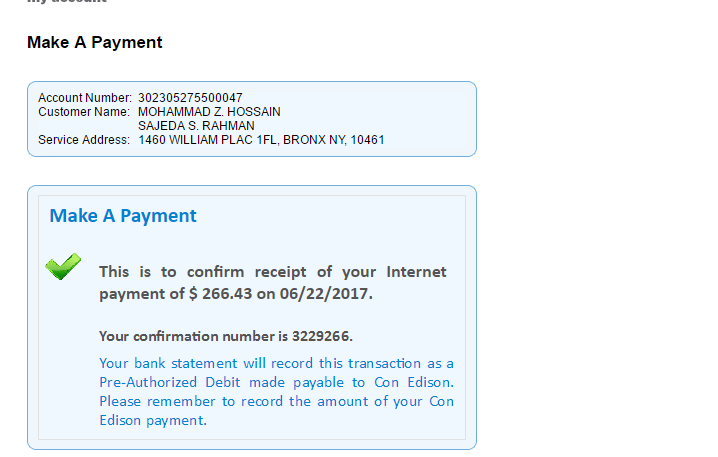 my account
Make A Payment
Account Number: 302305275500047
Customer Name: MOHAMMAD Z. HOSSAIN
SAJEDA S. RAHMAN
Service Address: 1460 WILLIAM PLAC 1FL, BRONX NY, 10461
Make A Payment
This is to confirm receipt of your Internet
payment of $ 266.43 on 06/22/2017.
Your confirmation number is 3229266.
Your bank statement will record this transaction as a
Pre-Authorized Debit made payable to Con Edison.
Please remember to record the amount of your Con
Edison payment.